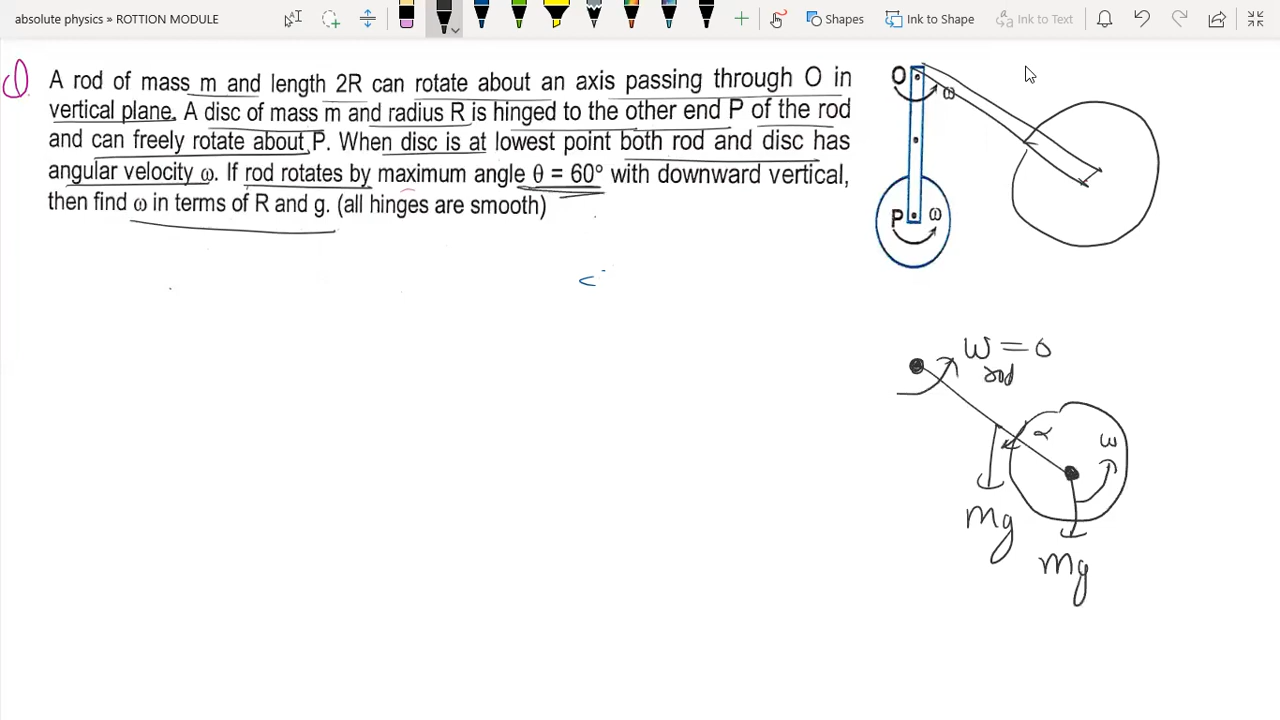 absolute physics » ROTTION MODULE
Shapes
Ink to Shape
Ink to Text
A rod of mass m and length 2R can rotate about an axis passing through O in
vertical plane. A disc of mass m and radius R is hinged to the other end P of the rod
and can freely rotate about P. When disc is at lowest point both rod and disc has
angular velocity ω. If rod rotates by maximum angle θ = 60° with downward vertical,
then find ω in terms of R and g. (all hinges are smooth)
O
ω
P ω
ω = 0
rod
α
ω
mg
mg